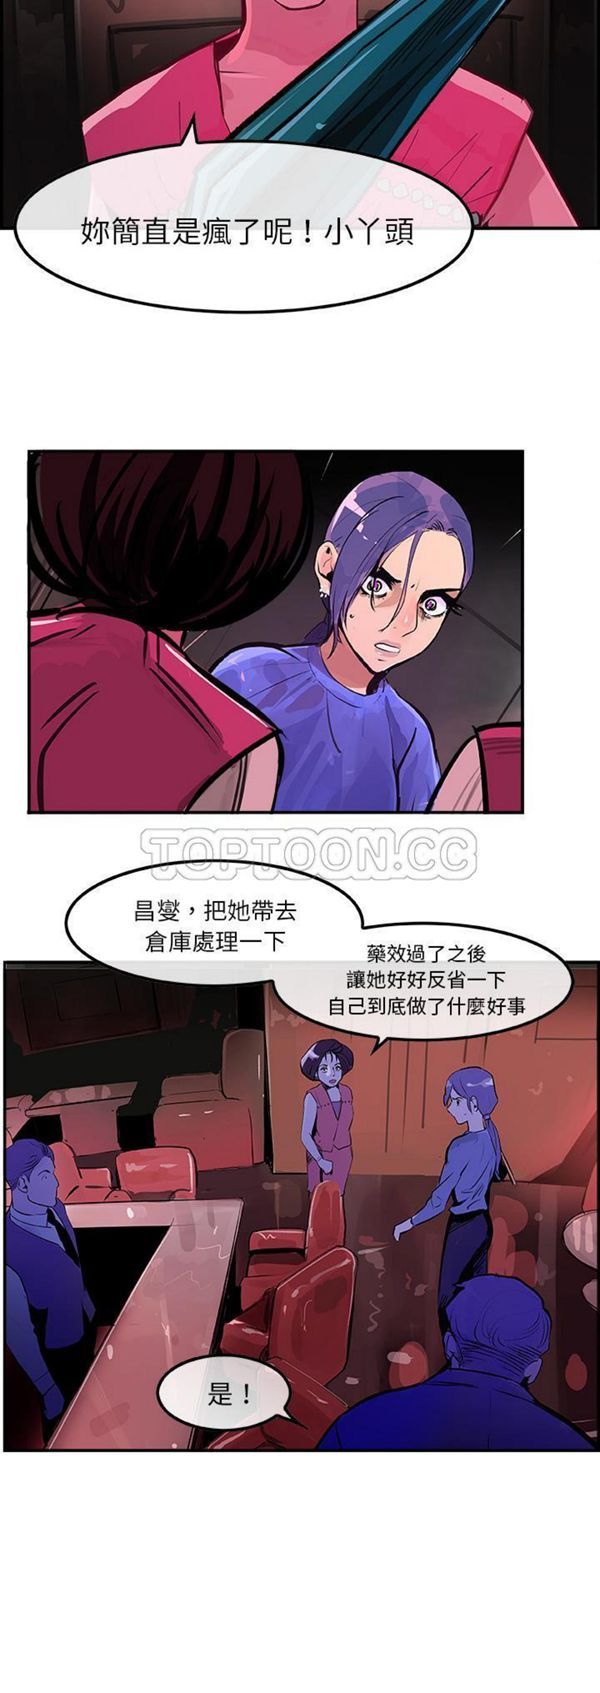 妳簡直是瘋了呢！小丫頭
TOPTOON.CC
昌燮，把她帶去
倉庫處理一下
藥效過了之後
讓她好好反省一下
自己到底做了什麼好事
是！